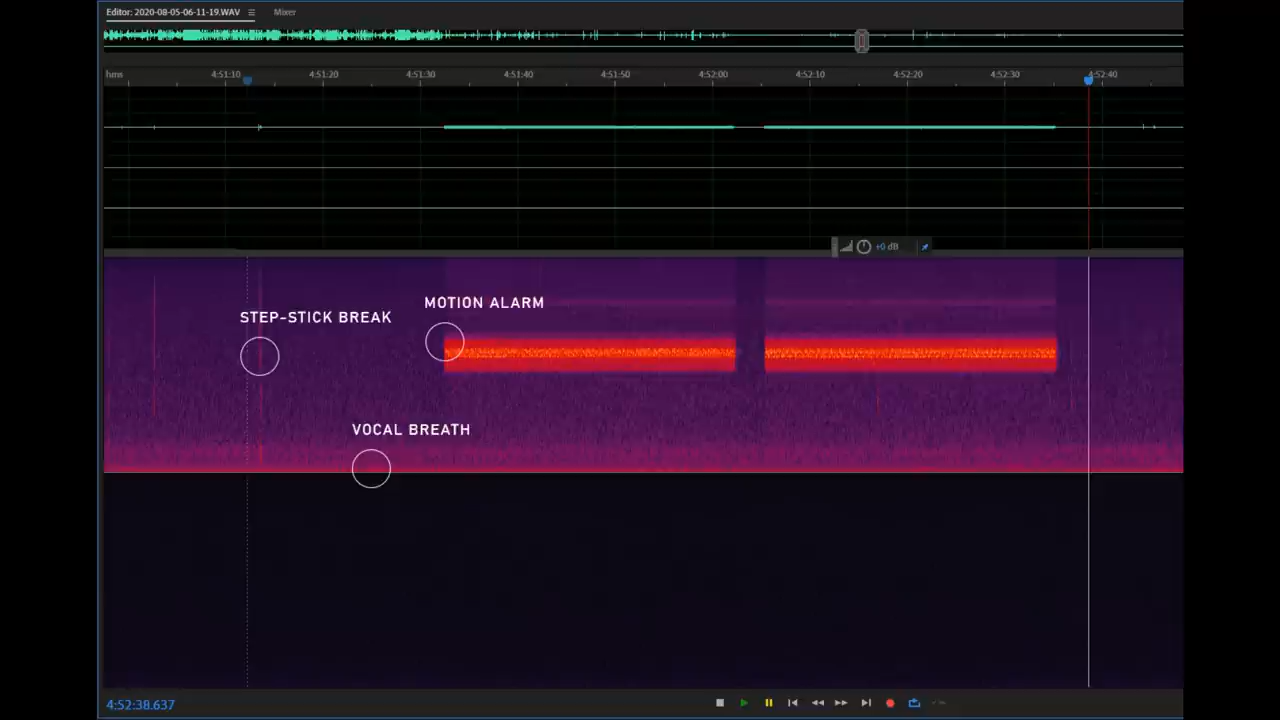 Editor: 2020-08-05-06-11-19.WAV
Mixer
hms 4:51:10 4:51:20 4:51:30 4:51:40 4:51:50 4:52:00 4:52:10 4:52:20 4:52:30 4:52:40
+0 dB
MOTION ALARM
STEP-STICK BREAK
VOCAL BREATH
4:52:38.637